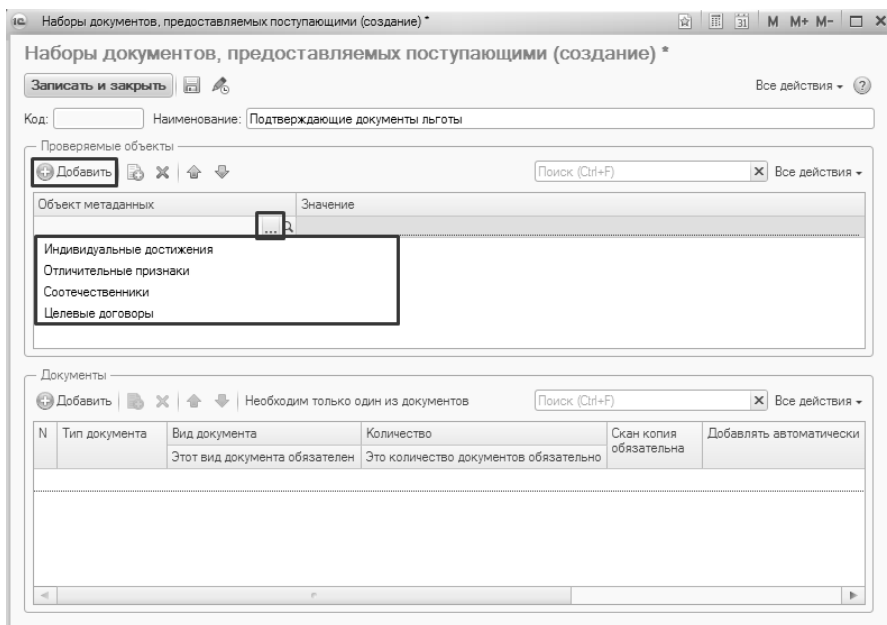 Наборы документов, предоставляемых поступающими (создание) *
M M+ M-
Наборы документов, предоставляемых поступающими (создание) *
Записать и закрыть
Все действия
Код:
Наименование: Подтверждающие документы льготы
Проверяемые объекты
Добавить
Поиск (Ctrl+F)
Все действия
Объект метаданных
Значение
...
Индивидуальные достижения
Отличительные признаки
Соотечественники
Целевые договоры
Документы
Добавить
Необходим только один из документов
Поиск (Ctrl+F)
Все действия
N
Тип документа
Вид документа
Количество
Скан копия
обязательна
Добавлять автоматически
Этот вид документа обязателен
Это количество документов обязательно